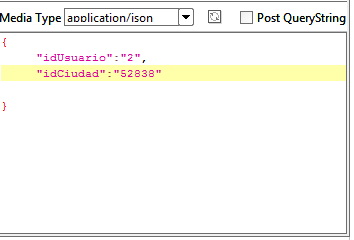 Media Type application/json Post QueryString
{
"idUsuario":"2",
"idCiudad":"52838"
}